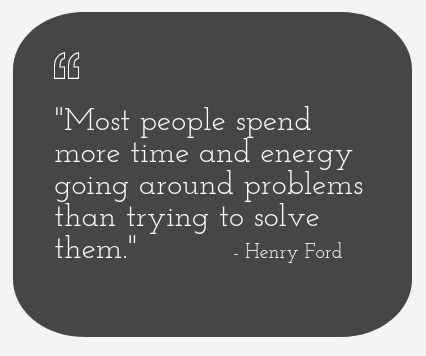 "Most people spend
more time and energy
going around problems
than trying to solve
them."
- Henry Ford